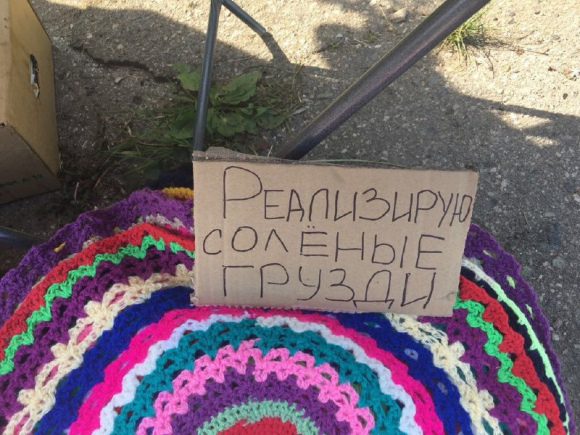 Реализирую
солёные
грузди